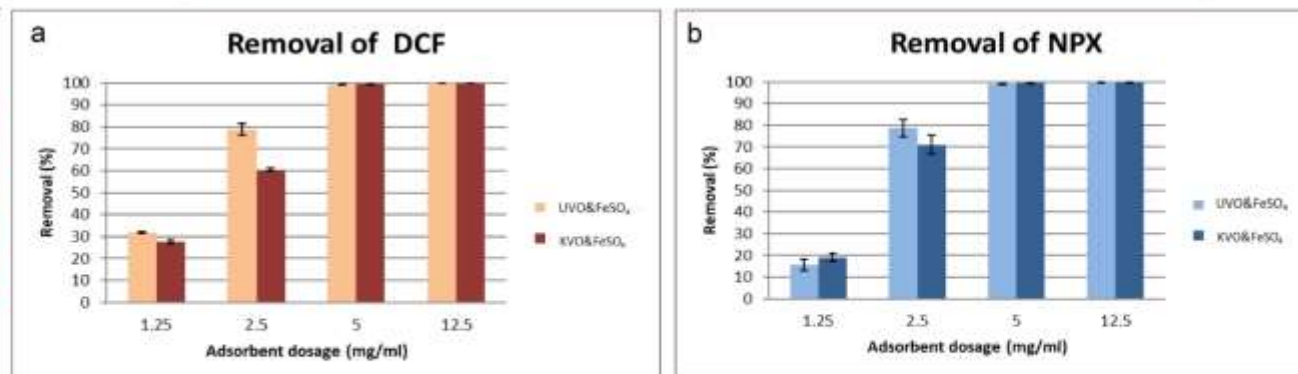 a
Removal of DCF
100
90
80
70
60
50
40
30
20
10
0
Removal (%)
1.25 2.5 5 12.5
Adsorbent dosage (mg/ml)
UVO&FeSO₄
KVO&FeSO₄
b
Removal of NPX
100
90
80
70
60
50
40
30
20
10
0
Removal (%)
1.25 2.5 5 12.5
Adsorbent dosage (mg/ml)
UVO&FeSO₄
KVO&FeSO₄